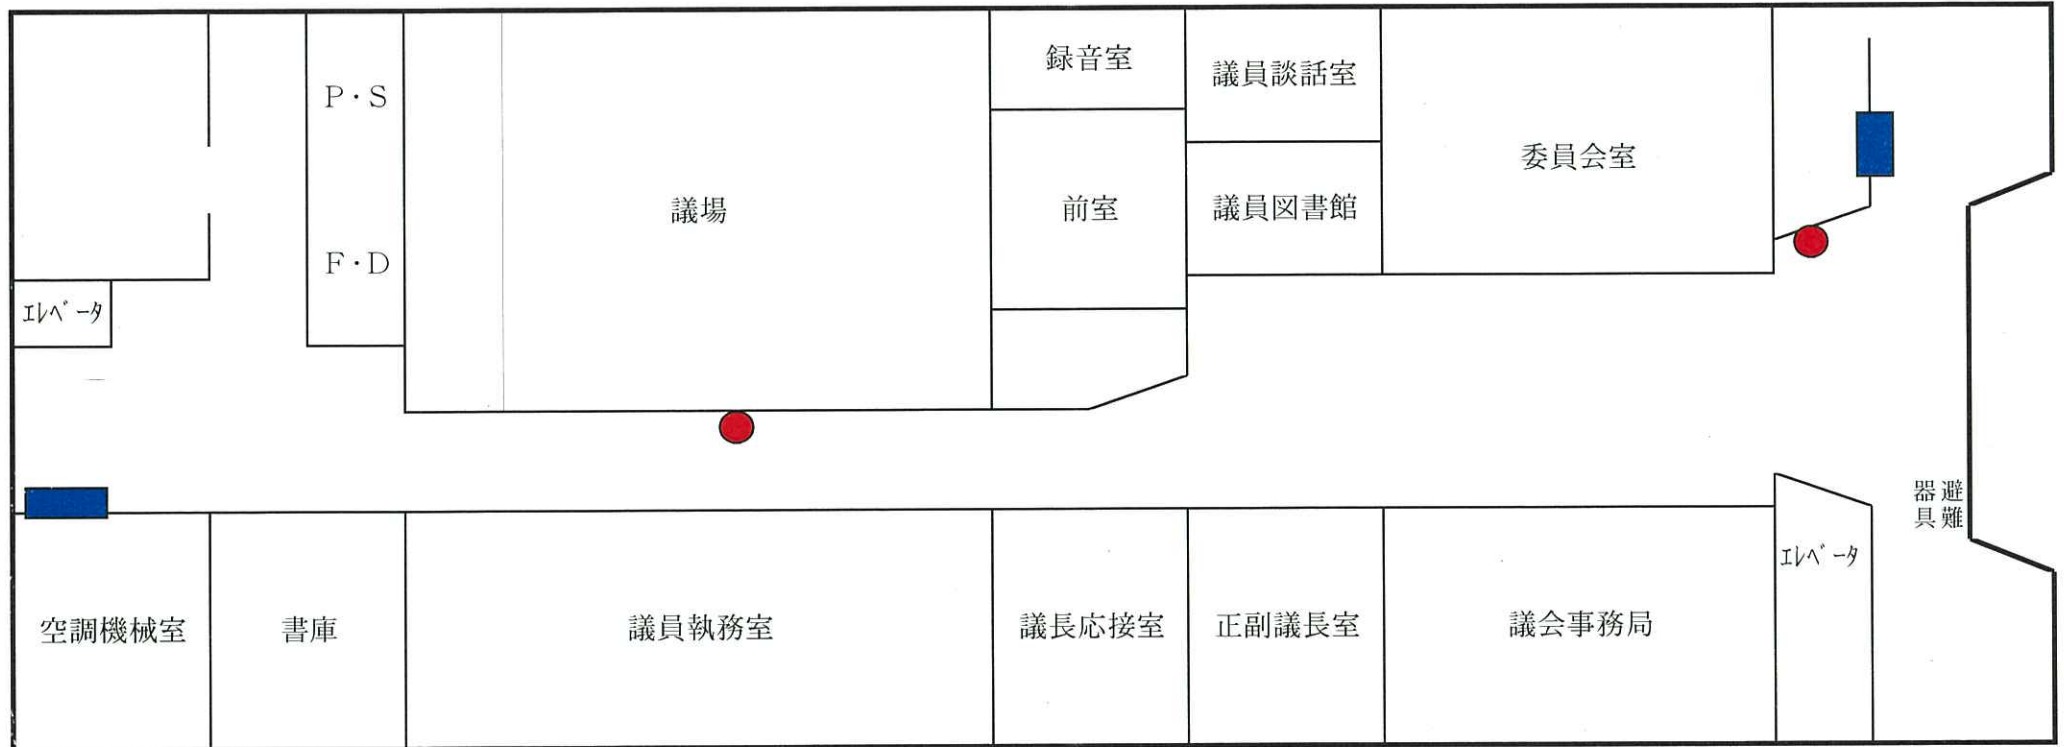 P・S
F・D
エレベータ
議場
録音室
前室
議員談話室
議員図書館
委員会室
避難
器具
空調機械室
書庫
議員執務室
議長応接室
正副議長室
議会事務局
エレベータ